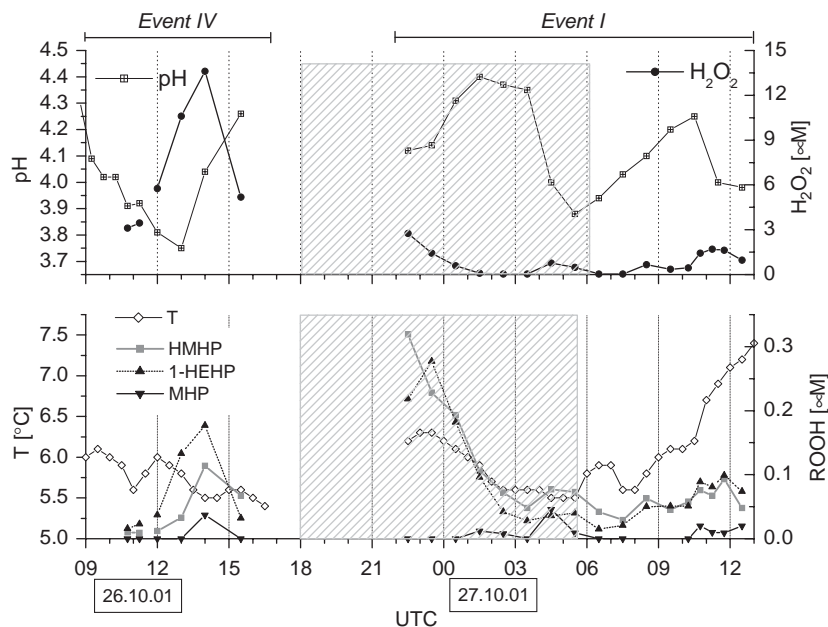 Event IV
Event I
4.5
4.4
4.3
4.2
4.1
4.0
3.9
3.8
3.7
pH
pH
H2O2
15
12
9
6
3
0
H2O2 [∝M]
T
HMHP
1-HEHP
MHP
7.5
7.0
6.5
6.0
5.5
5.0
T [°C]
0.3
0.2
0.1
0.0
ROOH [∝M]
09 12 15 18 21 00 03 06 09 12
26.10.01
27.10.01
UTC